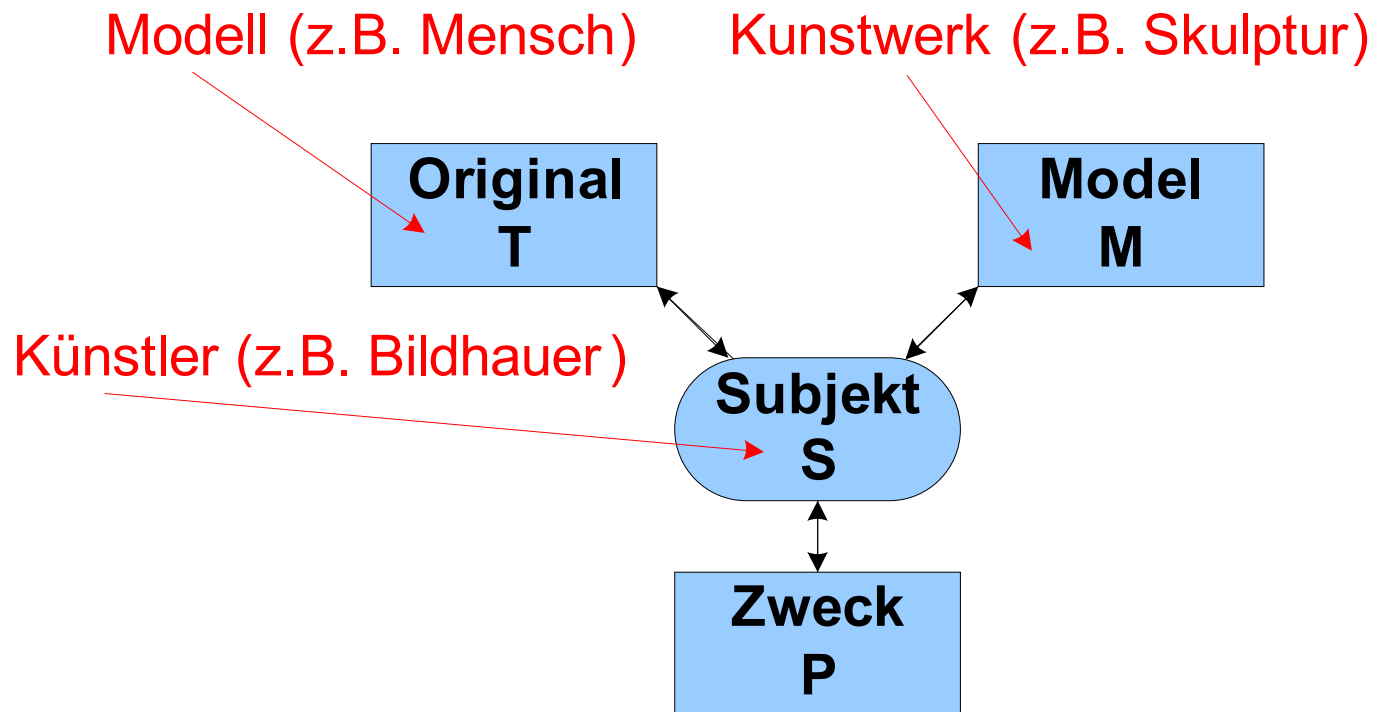 Modell (z.B. Mensch)
Kunstwerk (z.B. Skulptur)
Original
T
Model
M
Künstler (z.B. Bildhauer)
Subjekt
S
Zweck
P